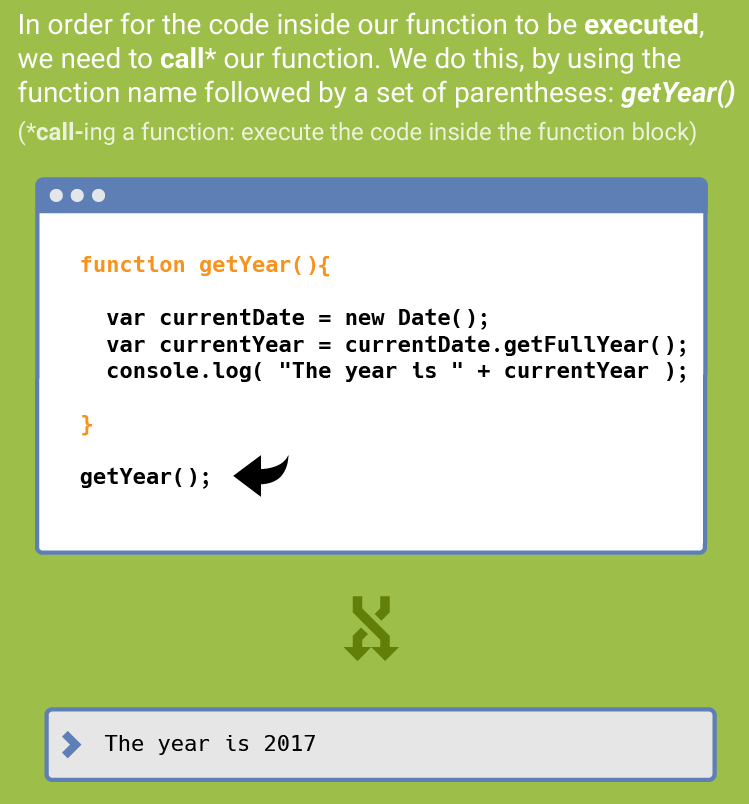 In order for the code inside our function to be executed,
we need to call* our function. We do this, by using the
function name followed by a set of parentheses: getYear()
(*call-ing a function: execute the code inside the function block)
function getYear(){
var currentDate = new Date();
var currentYear = currentDate.getFullYear();
console.log( "The year is " + currentYear );
}
getYear();
The year is 2017